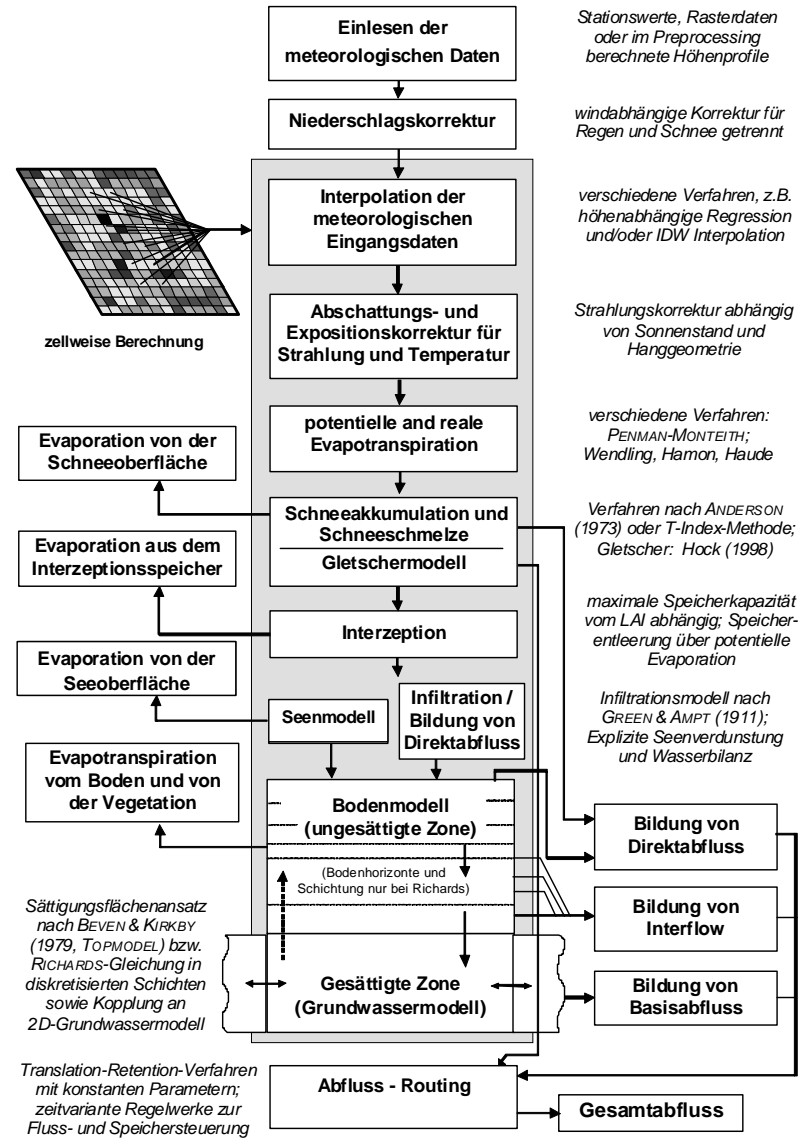 Einlesen der
meteorologischen Daten
Stationswerte, Rasterdaten
oder im Preprocessing
berechnete Höhenprofile
Niederschlagskorrektur
windabhängige Korrektur für
Regen und Schnee getrennt
Interpolation der
meteorologischen
Eingangsdaten
verschiedene Verfahren, z.B.
höhenabhängige Regression
und/oder IDW Interpolation
zellweise Berechnung
Abschattungs- und
Expositionskorrektur für
Strahlung und Temperatur
Strahlungskorrektur abhängig
von Sonnenstand und
Hanggeometrie
potentielle and reale
Evapotranspiration
verschiedene Verfahren:
PENMAN-MONTEITH;
Wendling, Hamon, Haude
Evaporation von der
Schneeoberfläche
Schneeakkumulation und
Schneeschmelze
Gletschermodell
Verfahren nach ANDERSON
(1973) oder T-Index-Methode;
Gletscher: Hock (1998)
Evaporation aus dem
Interzeptionsspeicher
Interzeption
maximale Speicherkapazität
vom LAI abhängig; Speicher-
entleerung über potentielle
Evaporation
Evaporation von der
Seeoberfläche
Seenmodell
Infiltration /
Bildung von
Direktabfluss
Infiltrationsmodell nach
GREEN & AMPT (1911);
Explizite Seenverdunstung
und Wasserbilanz
Evapotranspiration
vom Boden und von
der Vegetation
Bodenmodell
(ungesättigte Zone)
(Bodenhorizonte und
Schichtung nur bei Richards)
Bildung von
Direktabfluss
Bildung von
Interflow
Sättigungsflächenansatz
nach BEVEN & KIRKBY
(1979, TOPMODEL) bzw.
RICHARDS-Gleichung in
diskretisierten Schichten
sowie Kopplung an
2D-Grundwassermodell
Gesättigte Zone
(Grundwassermodell)
Bildung von
Basisabfluss
Translation-Retention-Verfahren
mit konstanten Parametern;
zeitvariante Regelwerke zur
Fluss- und Speichersteuerung
Abfluss - Routing
Gesamtabfluss